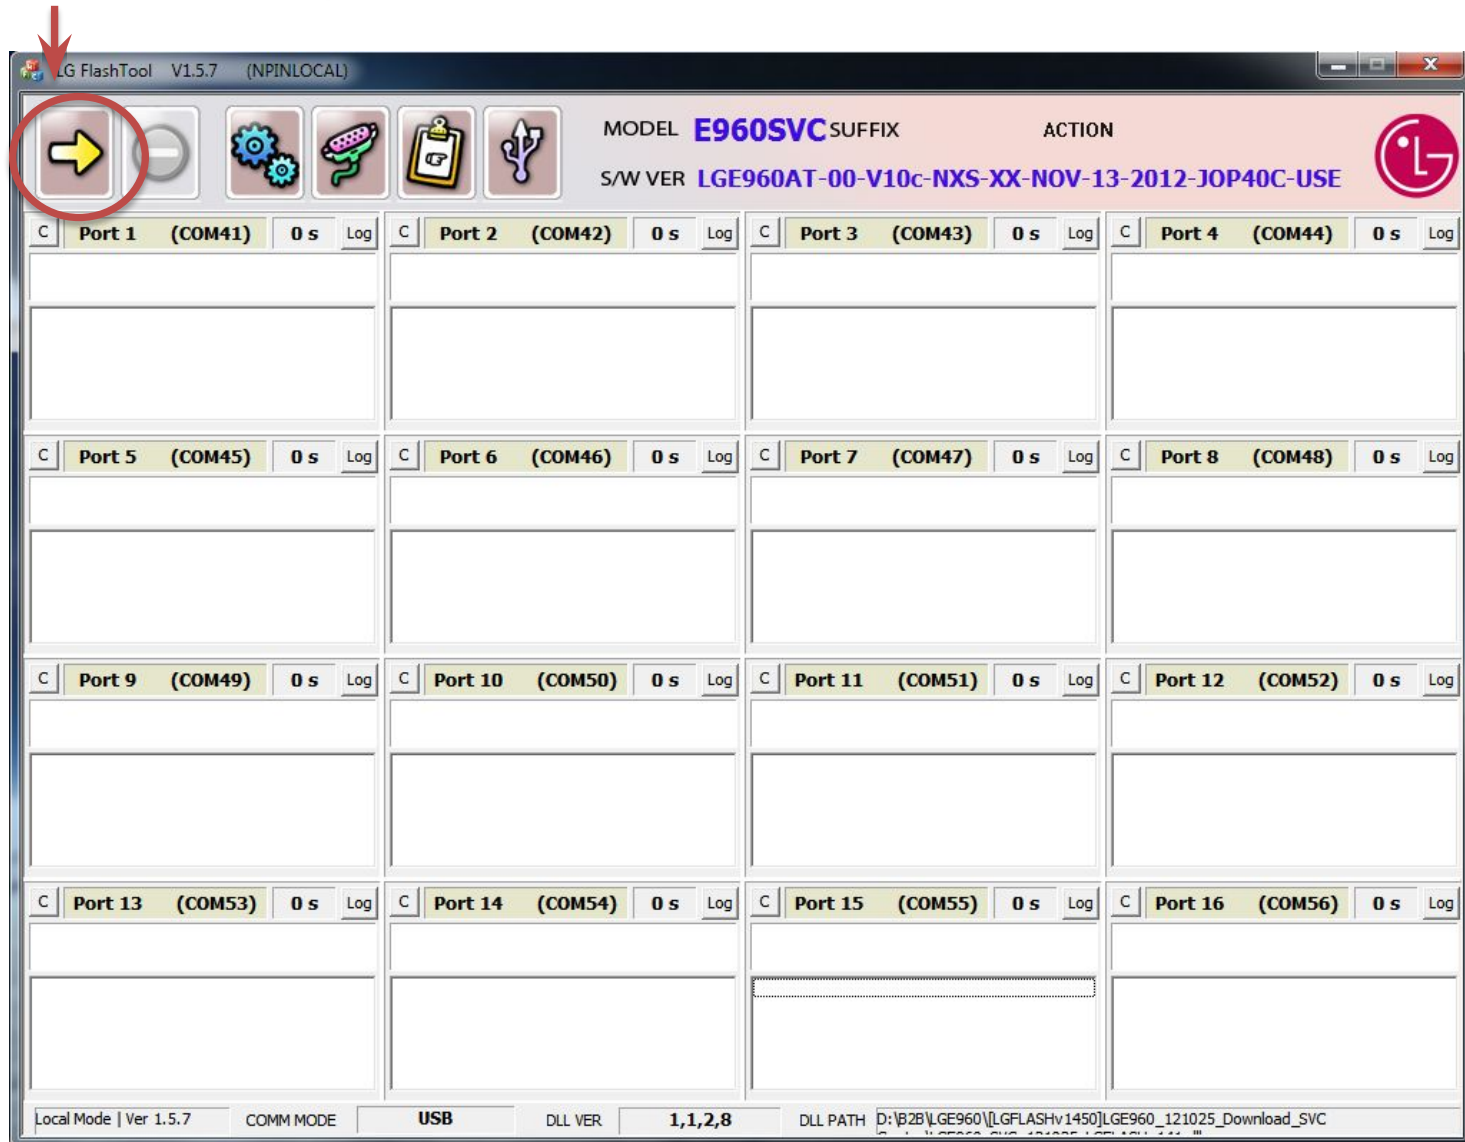 LG FlashTool V1.5.7 (NPINLOCAL)
MODEL E960SVC SUFFIX ACTION
S/W VER LGE960AT-00-V10c-NXS-XX-NOV-13-2012-JOP40C-USE
C Port 1 (COM41) 0 s Log C Port 2 (COM42) 0 s Log C Port 3 (COM43) 0 s Log C Port 4 (COM44) 0 s Log
C Port 5 (COM45) 0 s Log C Port 6 (COM46) 0 s Log C Port 7 (COM47) 0 s Log C Port 8 (COM48) 0 s Log
C Port 9 (COM49) 0 s Log C Port 10 (COM50) 0 s Log C Port 11 (COM51) 0 s Log C Port 12 (COM52) 0 s Log
C Port 13 (COM53) 0 s Log C Port 14 (COM54) 0 s Log C Port 15 (COM55) 0 s Log C Port 16 (COM56) 0 s Log
Local Mode | Ver 1.5.7 COMM MODE USB DLL VER 1,1,2,8 DLL PATH D:\B2B\LGE960\[LGFLASHv1450]LGE960_121025_Download_SVC